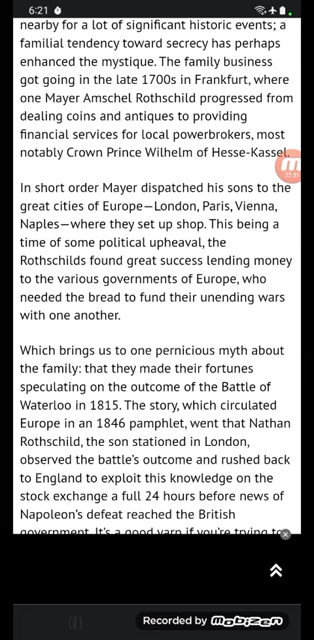 6:21
nearby for a lot of significant historic events; a
familial tendency toward secrecy has perhaps
enhanced the mystique. The family business
got going in the late 1700s in Frankfurt, where
one Mayer Amschel Rothschild progressed from
dealing coins and antiques to providing
financial services for local powerbrokers, most
notably Crown Prince Wilhelm of Hesse-Kassel.
In short order Mayer dispatched his sons to the
great cities of Europe—London, Paris, Vienna,
Naples—where they set up shop. This being a
time of some political upheaval, the
Rothschilds found great success lending money
to the various governments of Europe, who
needed the bread to fund their unending wars
with one another.
Which brings us to one pernicious myth about
the family: that they made their fortunes
speculating on the outcome of the Battle of
Waterloo in 1815. The story, which circulated
Europe in an 1846 pamphlet, went that Nathan
Rothschild, the son stationed in London,
observed the battle's outcome and rushed back
to England to exploit this knowledge on the
stock exchange a full 24 hours before news of
Napoleon's defeat reached the British
government. It's a good yarn if you're trying to
Recorded by Mobizen